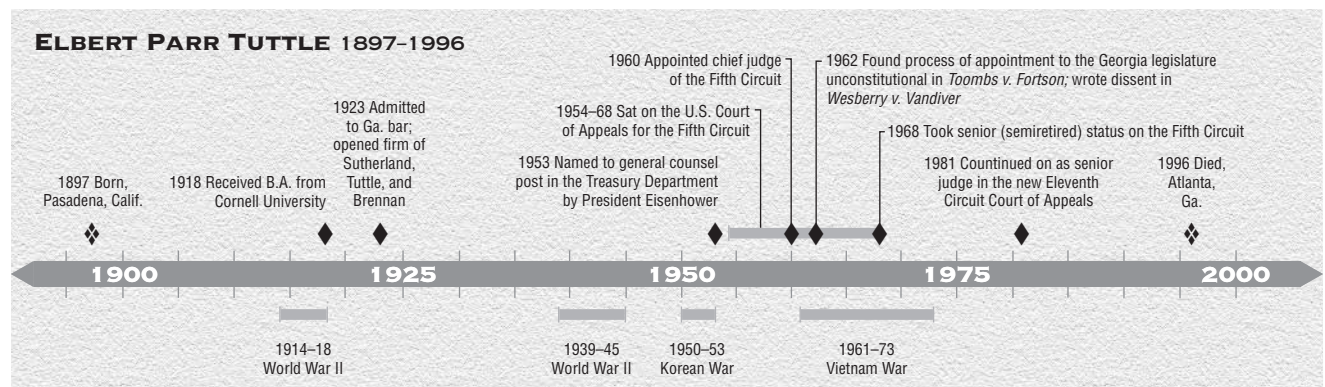 ELBERT PARR TUTTLE 1897–1996
1897 Born,
Pasadena, Calif.
1918 Received B.A. from
Cornell University
1923 Admitted
to Ga. bar;
opened firm of
Sutherland,
Tuttle, and
Brennan
1953 Named to general counsel
post in the Treasury Department
by President Eisenhower
1954–68 Sat on the U.S. Court
of Appeals for the Fifth Circuit
1960 Appointed chief judge
of the Fifth Circuit
1962 Found process of appointment to the Georgia legislature
unconstitutional in Toombs v. Fortson; wrote dissent in
Wesberry v. Vandiver
1968 Took senior (semiretired) status on the Fifth Circuit
1981 Countinued on as senior
judge in the new Eleventh
Circuit Court of Appeals
1996 Died,
Atlanta,
Ga.
1900 1925 1950 1975 2000
1914–18
World War II
1939–45
World War II
1950–53
Korean War
1961–73
Vietnam War